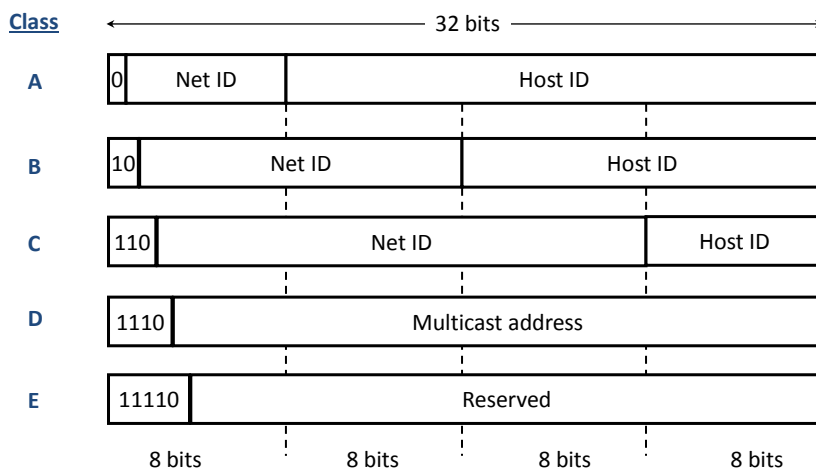 Class 32 bits
A 0 Net ID Host ID
B 10 Net ID Host ID
C 110 Net ID Host ID
D 1110 Multicast address
E 11110 Reserved
8 bits 8 bits 8 bits 8 bits